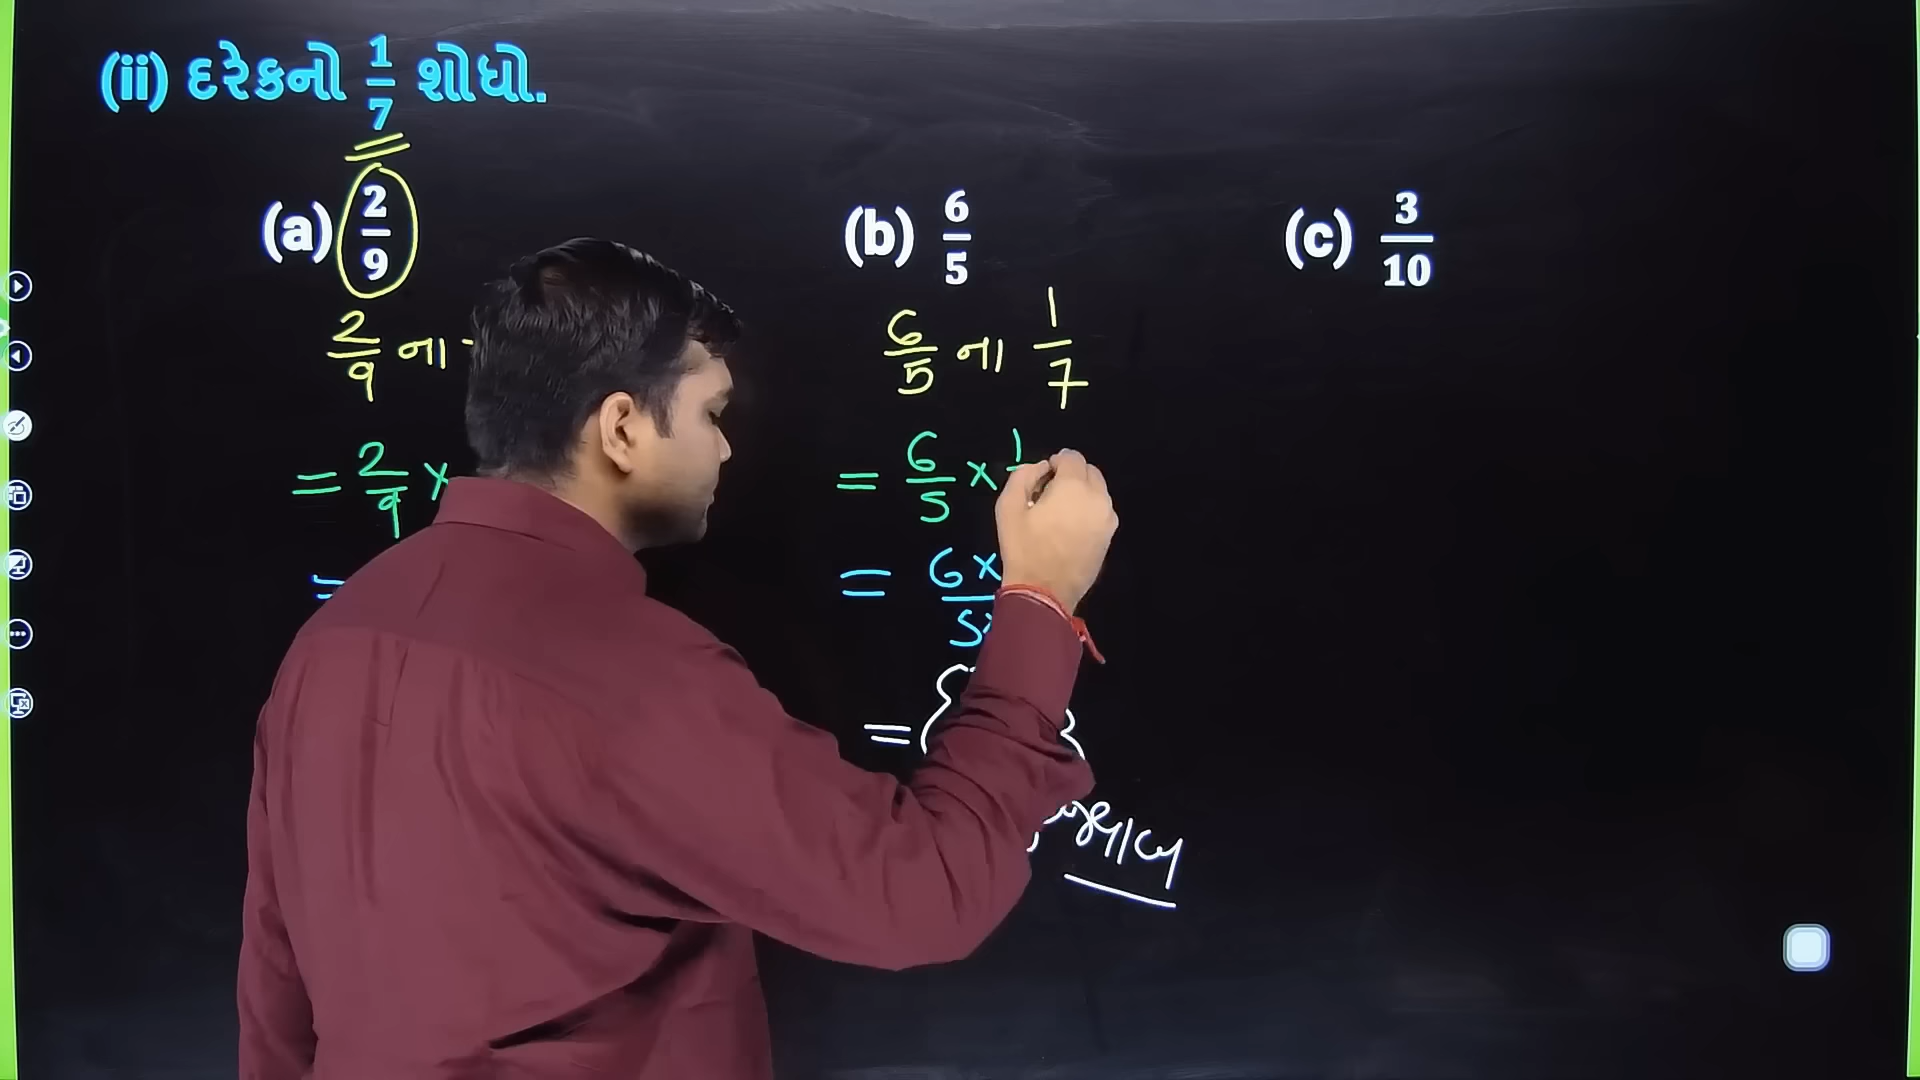 (ii) દરેકનો 1/7 શોધો.
(a) 2/9
(b) 6/5
(c) 3/10
2/9 ના
6/5 ના 1/7
= 2/9 ×
= 6/5 × 1
=
= 6 ×
5×
=